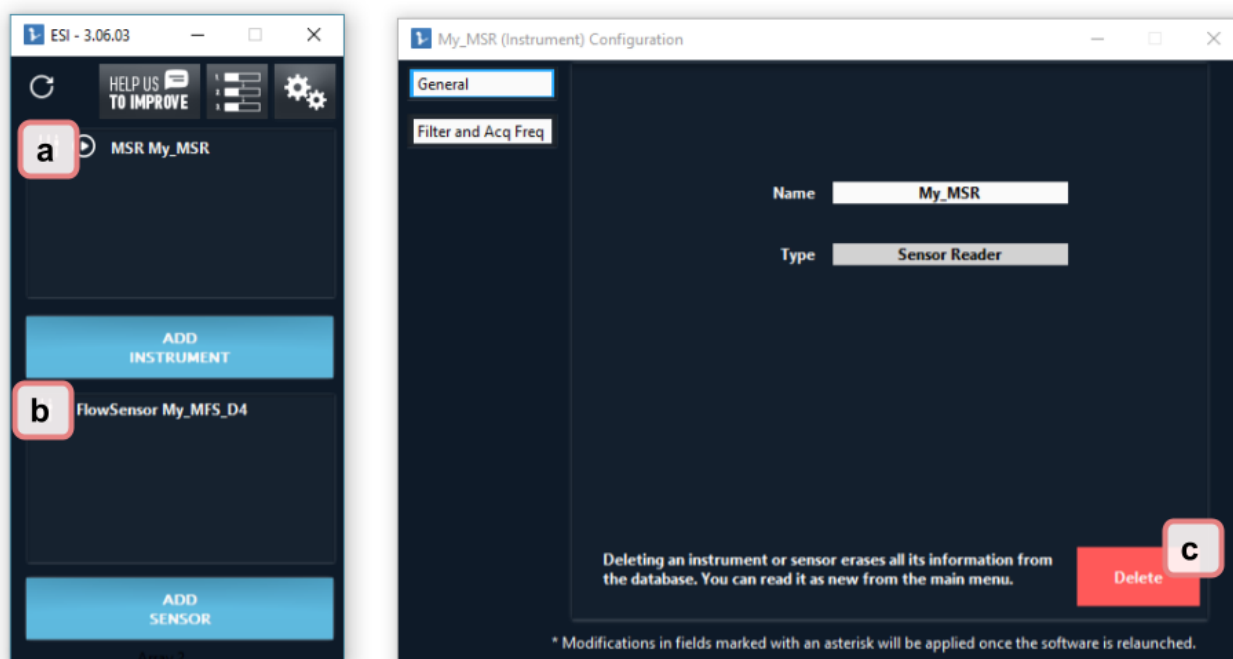 ESI - 3.06.03
HELP US
TO IMPROVE
1
2
3
a
MSR My_MSR
ADD
INSTRUMENT
b
FlowSensor My_MFS_D4
ADD
SENSOR
My_MSR (Instrument) Configuration
General
Filter and Acq Freq
Name My_MSR
Type Sensor Reader
Deleting an instrument or sensor erases all its information from
the database. You can read it as new from the main menu.
c
Delete
* Modifications in fields marked with an asterisk will be applied once the software is relaunched.